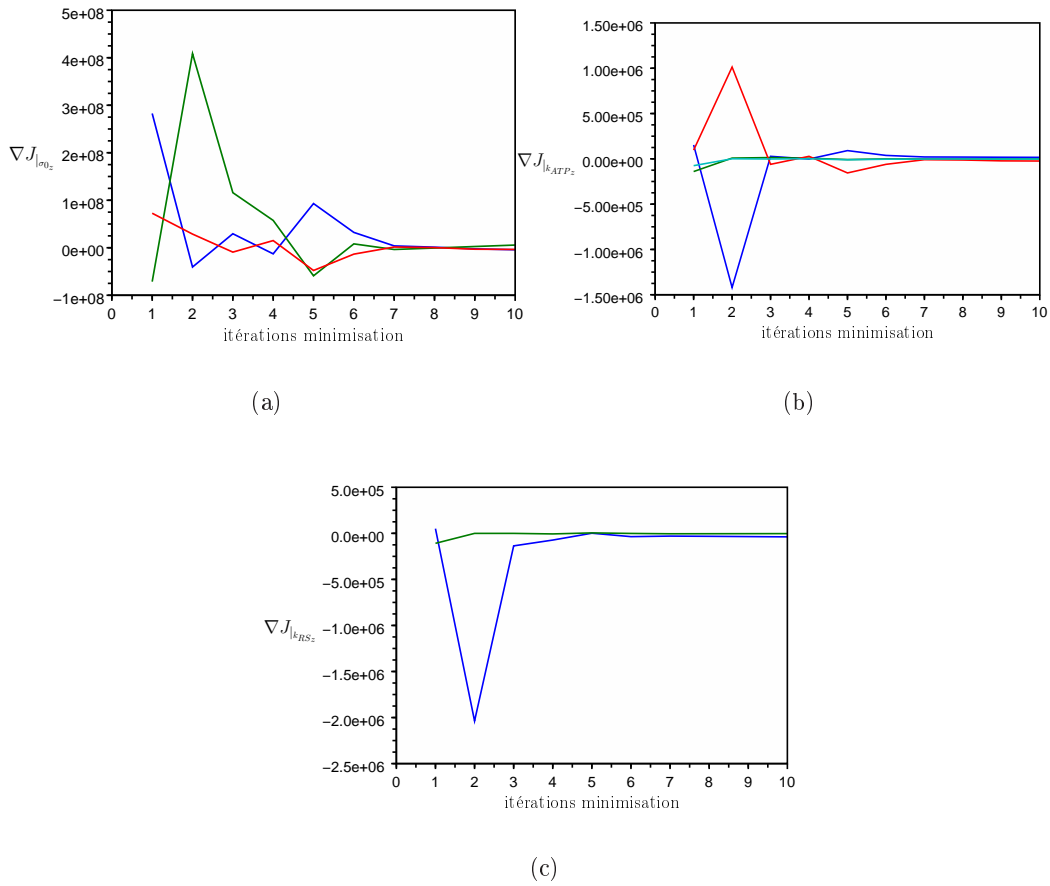 5e+08
4e+08
3e+08
2e+08
1e+08
0e+00
−1e+08
∇J|σ0z
0 1 2 3 4 5 6 7 8 9 10
itérations minimisation
(a)
1.50e+06
1.00e+06
5.00e+05
0.00e+00
−5.00e+05
−1.00e+06
−1.50e+06
∇J|kATPz
0 1 2 3 4 5 6 7 8 9 10
itérations minimisation
(b)
5.0e+05
0.0e+00
−5.0e+05
−1.0e+06
−1.5e+06
−2.0e+06
−2.5e+06
∇J|kRSz
0 1 2 3 4 5 6 7 8 9 10
itérations minimisation
(c)